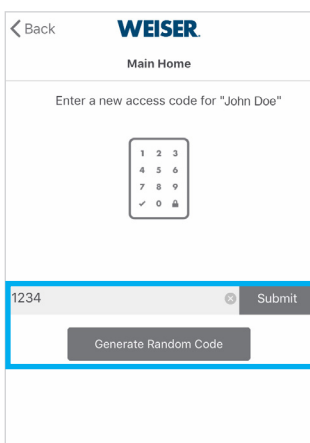 Back
WEISER
Main Home
Enter a new access code for "John Doe"
1 2 3
4 5 6
7 8 9
✓ 0
1234
Submit
Generate Random Code